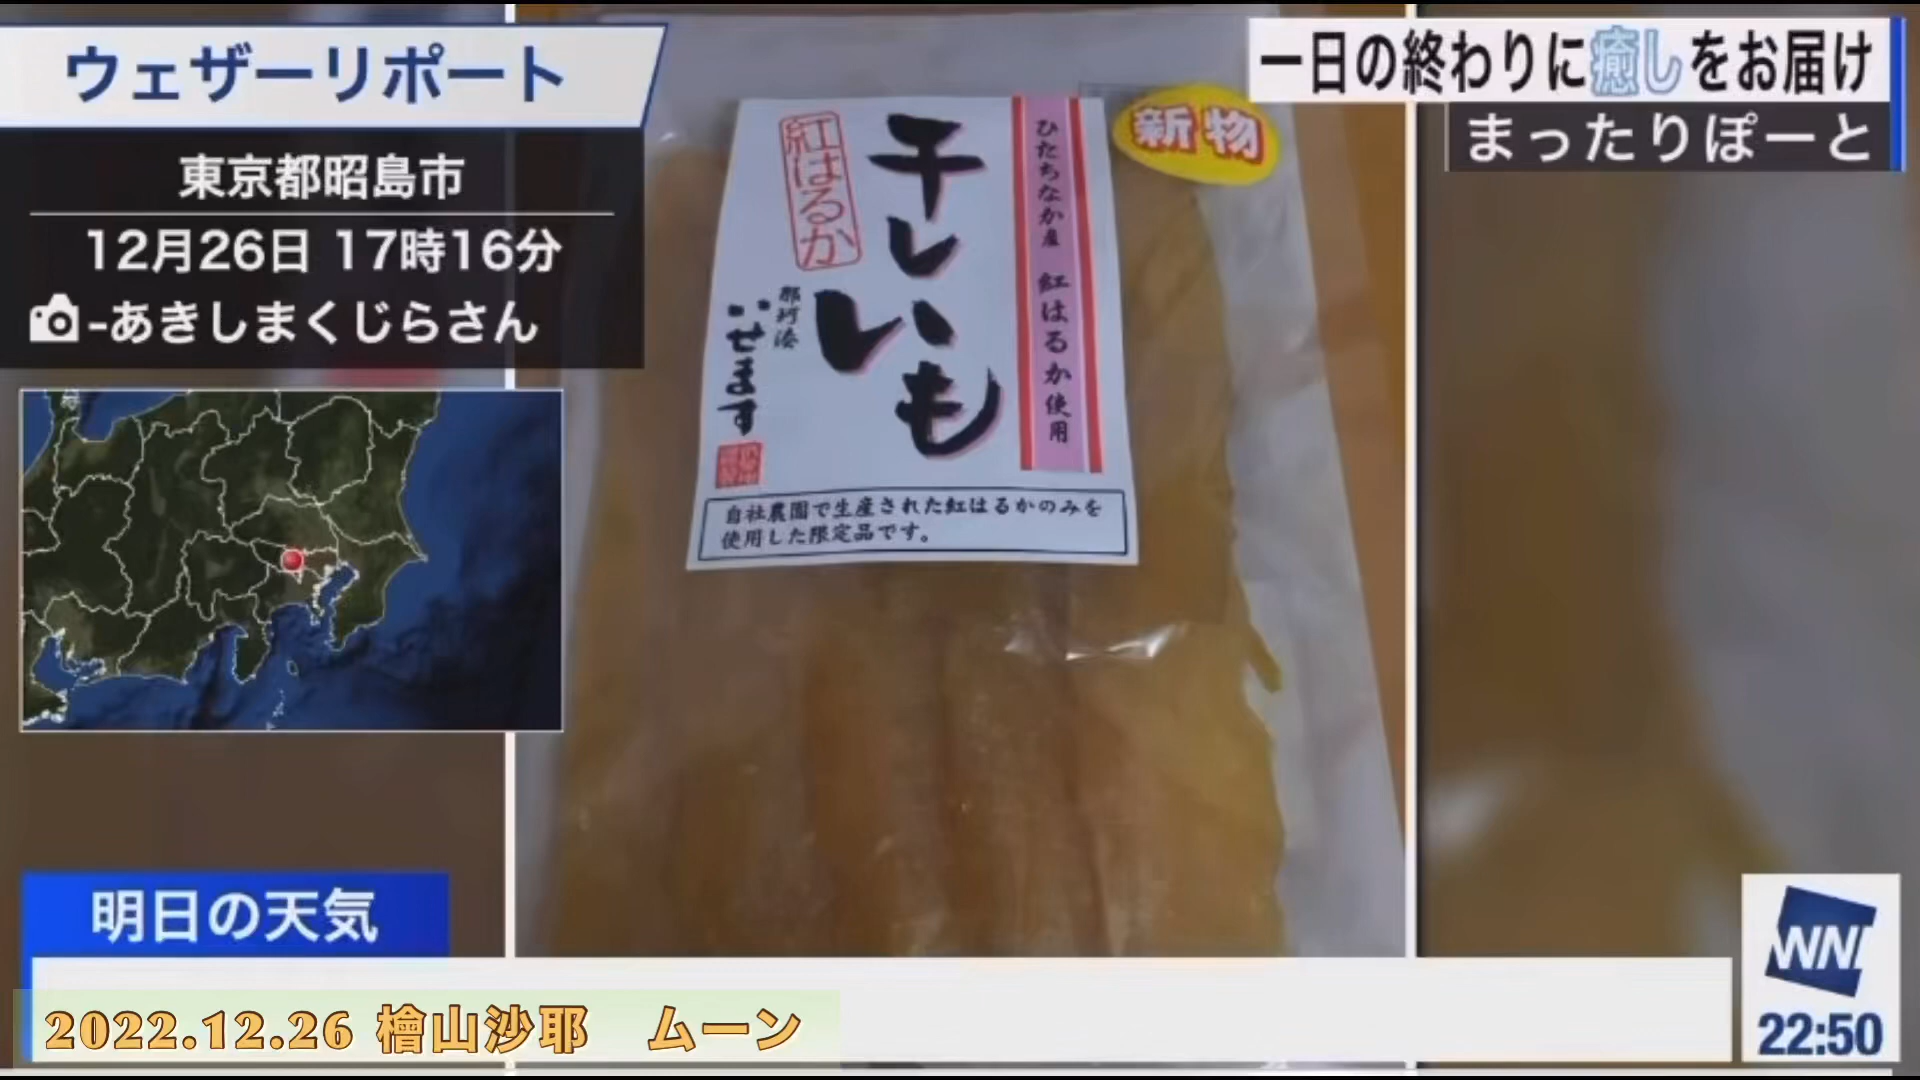 ウェザーリポート
東京都昭島市
12月26日 17時16分
-あきしまくじらさん
一日の終わりに癒しをお届け
まったりぽーと
新物
ひたちなか産 紅はるか使用
干しいも
紅はるか
那珂湊
いせます
自社農園で生産された紅はるかのみを
使用した限定品です。
明日の天気
2022.12.26 檜山沙耶 ムーン
WNI
22:50